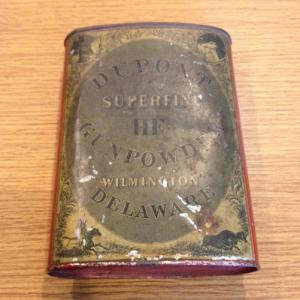 DUPONT
SUPERFINE
GUNPOWDER
WILMINGTON
DELAWARE